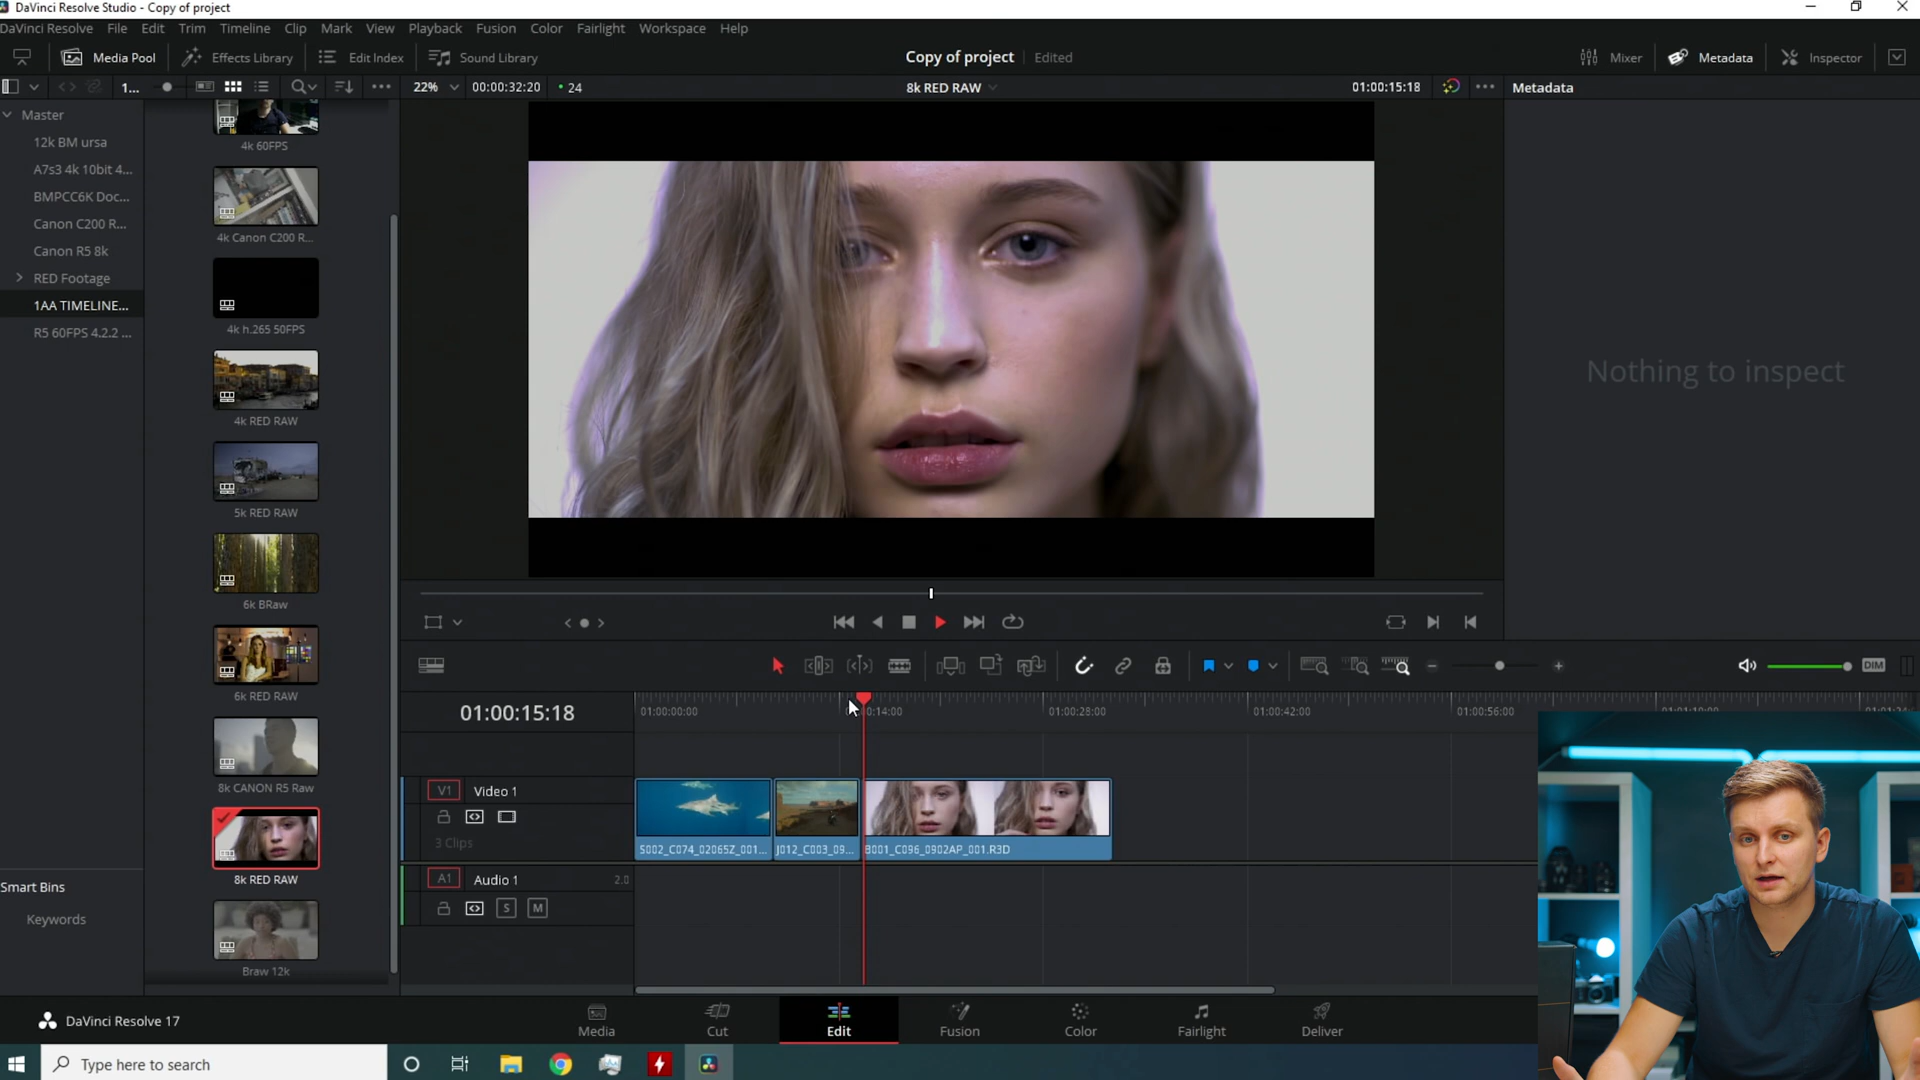 DaVinci Resolve Studio - Copy of project
DaVinci Resolve File Edit Trim Timeline Clip Mark View Playback Fusion Color Fairlight Workspace Help
Media Pool Effects Library Edit Index Sound Library Copy of project Edited Mixer Metadata Inspector
1... 22% 00:00:32:20 24 8k RED RAW 01:00:15:18 Metadata
Master
12k BM ursa
A7s3 4k 10bit 4...
BMPCC6K Doc...
Canon C200 R...
Canon R5 8k
RED Footage
1AA TIMELINE...
R5 60FPS 4.2.2 ...
Smart Bins
Keywords
4k 60FPS
4k Canon C200 R...
4k h.265 50FPS
4k RED RAW
5k RED RAW
6k BRaw
6k RED RAW
8k CANON R5 Raw
8k RED RAW
Braw 12k
Nothing to inspect
DIM
01:00:15:18
01:00:00:00 14:00 01:00:28:00 01:00:42:00 01:00:56:00
V1 Video 1
3 Clips
S002_C074_02065Z_001... J012_C003_09... B001_C096_0902AP_001.R3D
A1 Audio 1 2.0
S M
DaVinci Resolve 17
Media Cut Edit Fusion Color Fairlight Deliver
Type here to search